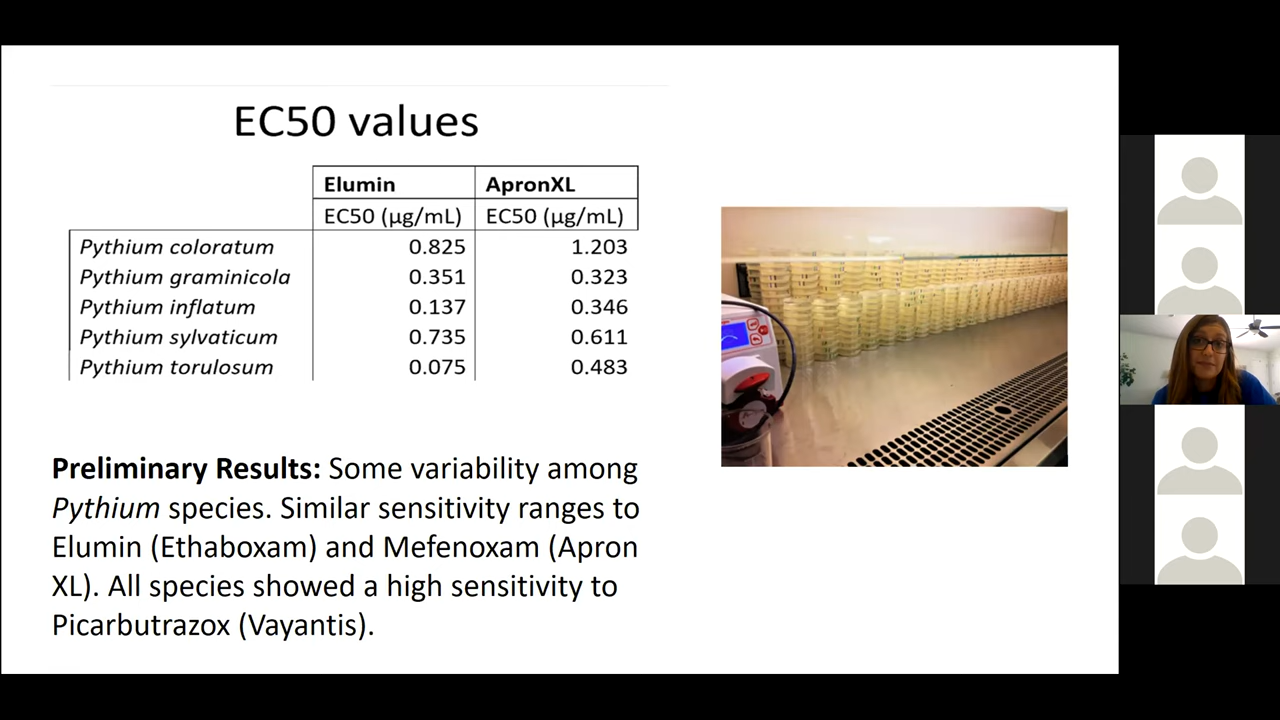 EC50 values
Elumin ApronXL
EC50 (µg/mL) EC50 (µg/mL)
Pythium coloratum 0.825 1.203
Pythium graminicola 0.351 0.323
Pythium inflatum 0.137 0.346
Pythium sylvaticum 0.735 0.611
Pythium torulosum 0.075 0.483
Preliminary Results: Some variability among
Pythium species. Similar sensitivity ranges to
Elumin (Ethaboxam) and Mefenoxam (Apron
XL). All species showed a high sensitivity to
Picarbutrazox (Vayantis).